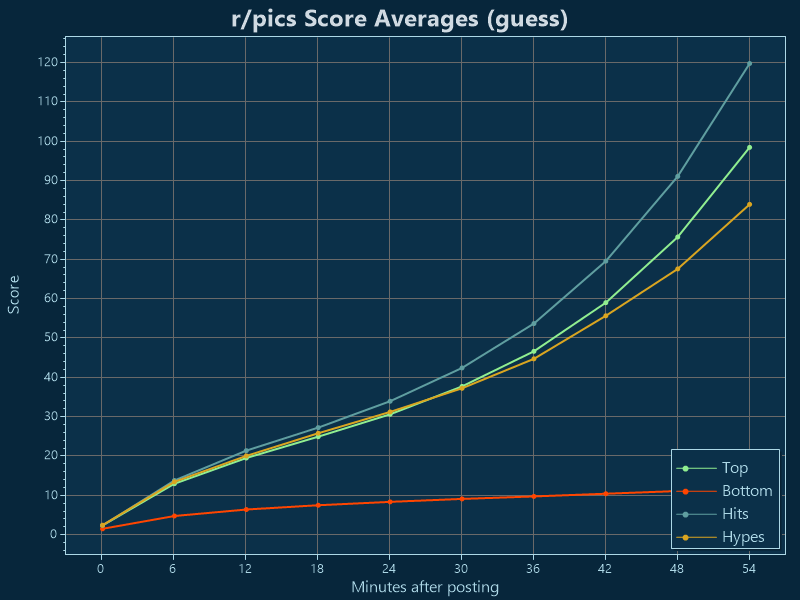 r/pics Score Averages (guess)
120
110
100
90
80
70
60
50
40
30
20
10
0
Score
0 6 12 18 24 30 36 42 48 54
Minutes after posting
Top
Bottom
Hits
Hypes